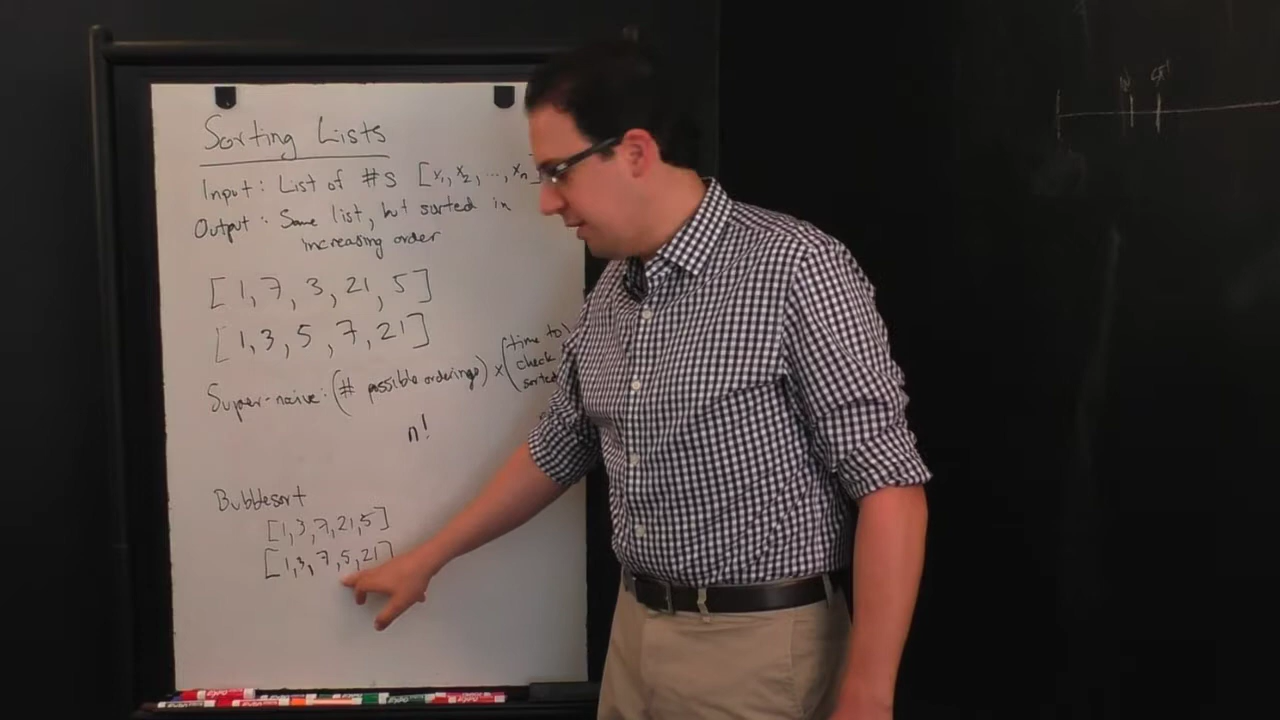 Sorting Lists
Input: List of #s [x₁, x₂, ..., xₙ]
Output: Same list, but sorted in
increasing order
[1, 7, 3, 21, 5]
[1, 3, 5, 7, 21]
Super-naive: (# possible orderings) × (time to check sorted
n!
Bubblesort
[1, 3, 7, 21, 5]
[1, 3, 7, 5, 21]